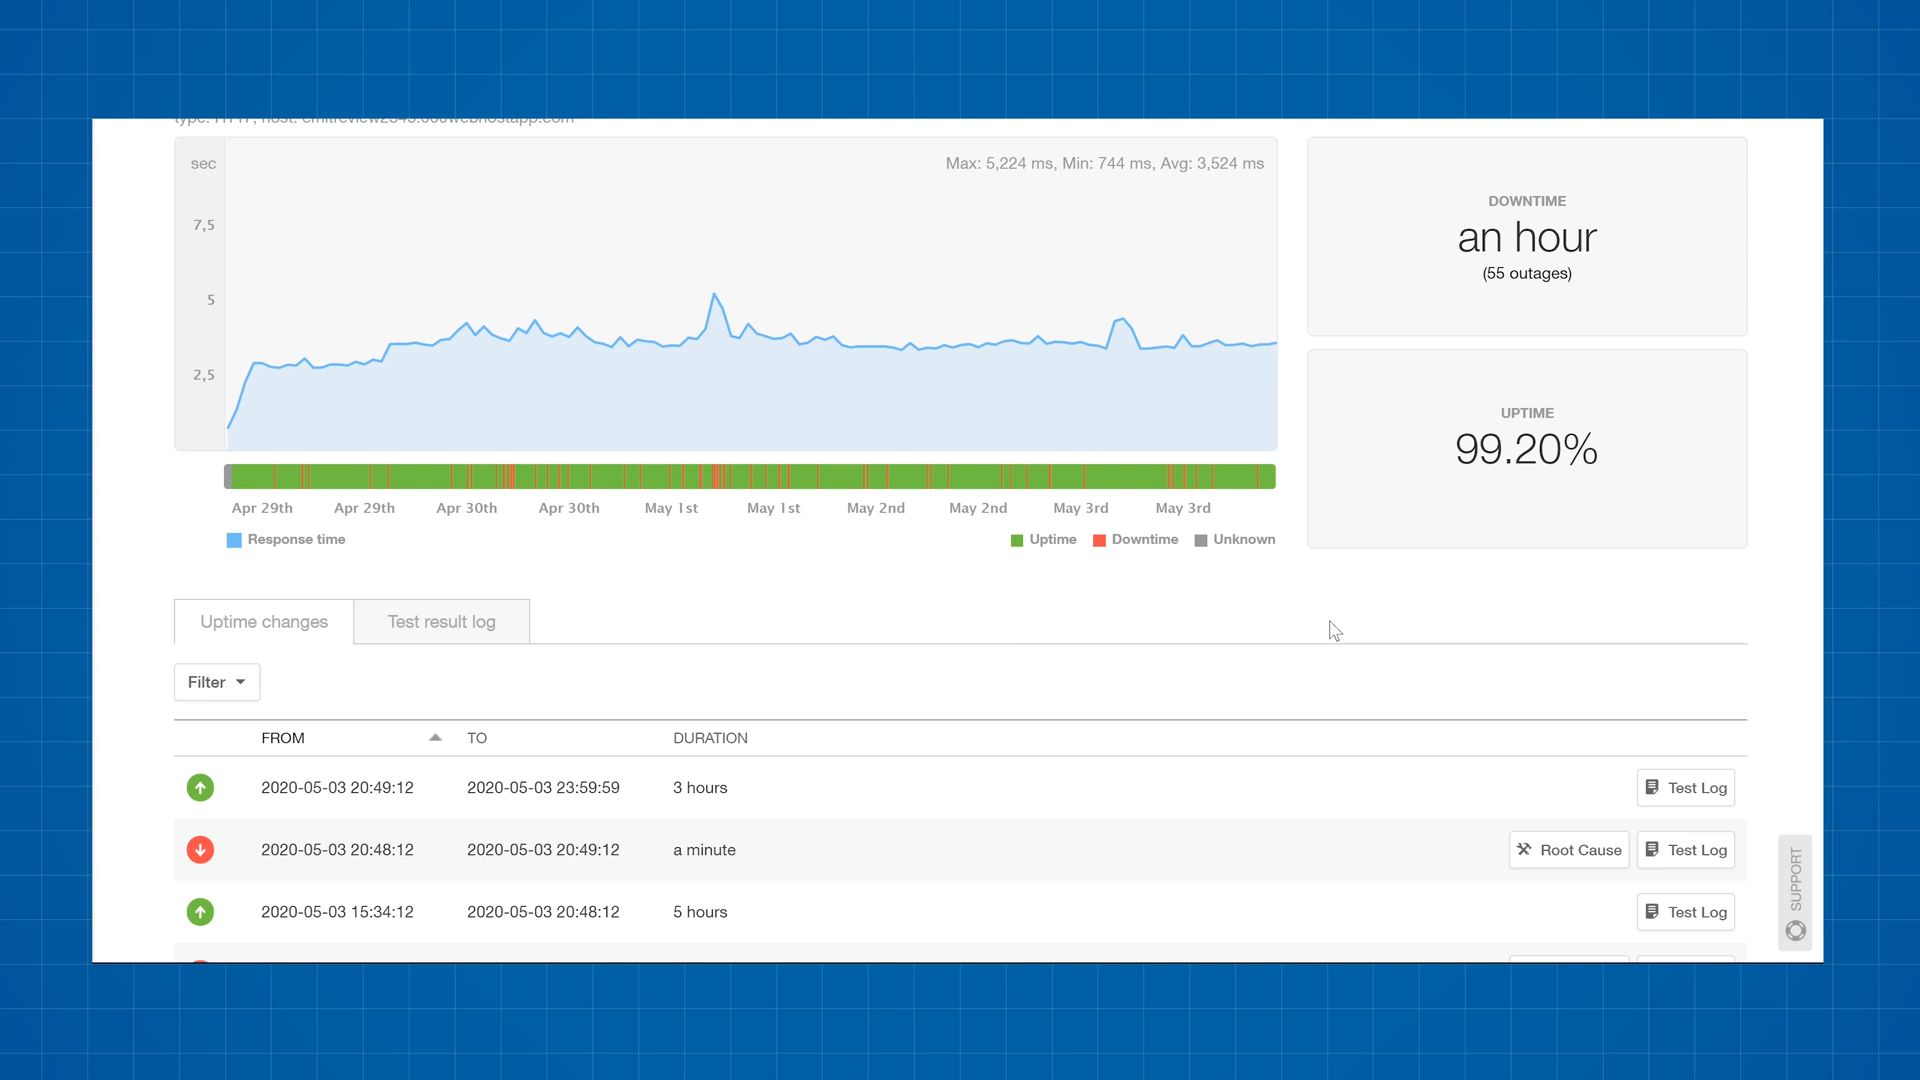 sec
Max: 5,224 ms, Min: 744 ms, Avg: 3,524 ms
7,5
5
2,5
DOWNTIME
an hour
(55 outages)
UPTIME
99.20%
Apr 29th Apr 29th Apr 30th Apr 30th May 1st May 1st May 2nd May 2nd May 3rd May 3rd
Response time Uptime Downtime Unknown
Uptime changes Test result log
Filter
FROM TO DURATION
2020-05-03 20:49:12 2020-05-03 23:59:59 3 hours Test Log
2020-05-03 20:48:12 2020-05-03 20:49:12 a minute Root Cause Test Log
2020-05-03 15:34:12 2020-05-03 20:48:12 5 hours Test Log
SUPPORT